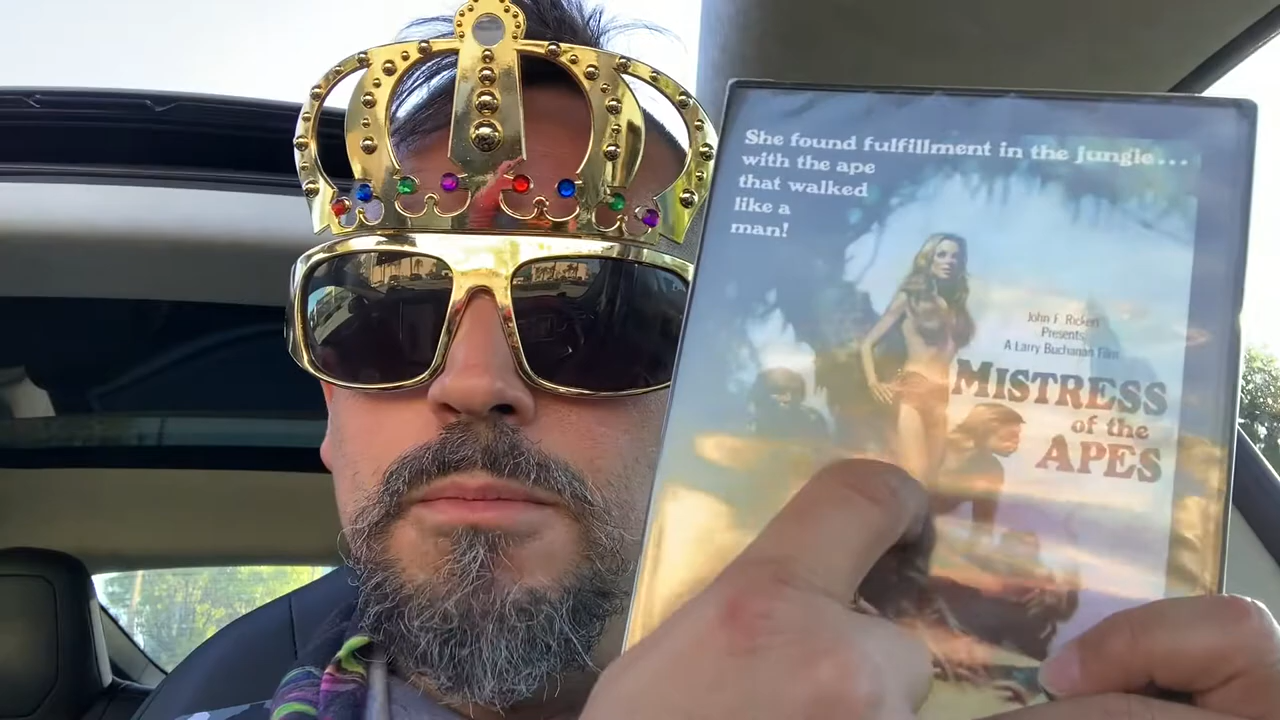 She found fulfillment in the Jungle...
with the ape
that walked
like a
man!
John F. Rickert
Presents
A Larry Buchanan Film
MISTRESS
of the
APES